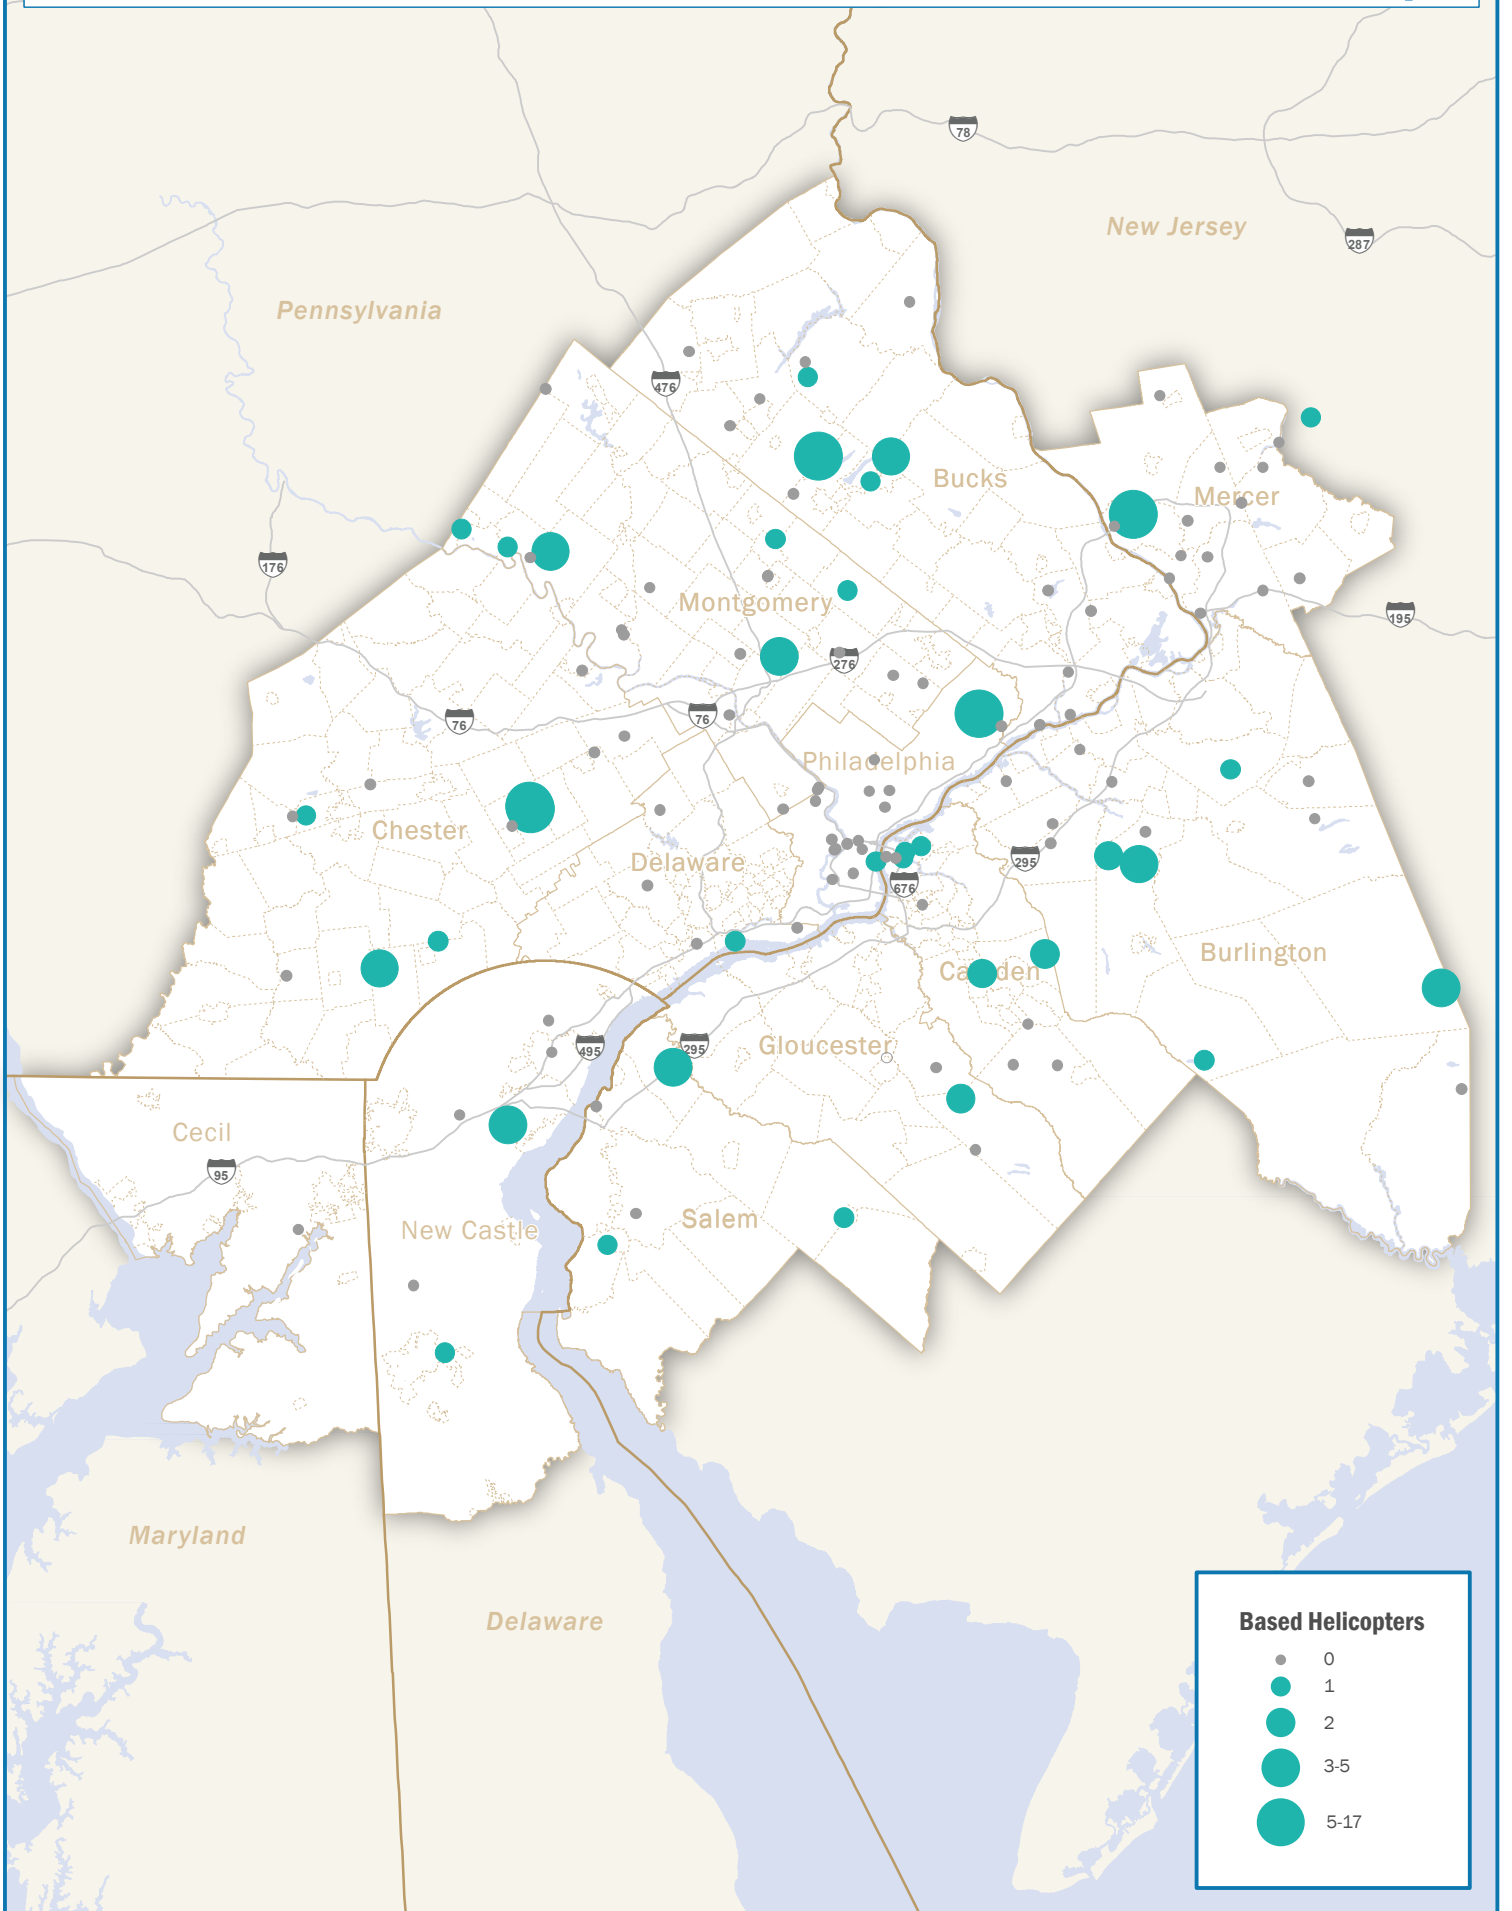 78
New Jersey
287
Pennsylvania
476
Bucks
Mercer
176
Montgomery
195
276
76
76
Philadelphia
Chester
Delaware
295
676
Burlington
Camden
495
295
Gloucester
Cecil
95
New Castle
Salem
Maryland
Delaware
Based Helicopters
0
1
2
3-5
5-17